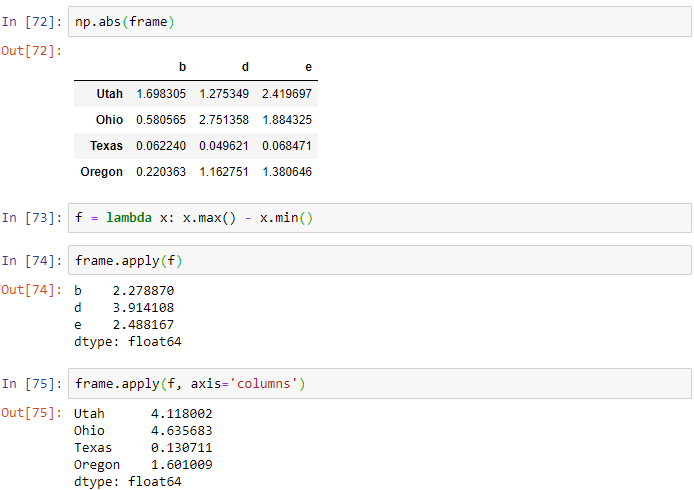 In [72]: np.abs(frame)
Out[72]:
b d e
Utah 1.698305 1.275349 2.419697
Ohio 0.580565 2.751358 1.884325
Texas 0.062240 0.049621 0.068471
Oregon 0.220363 1.162751 1.380646
In [73]: f = lambda x: x.max() - x.min()
In [74]: frame.apply(f)
Out[74]: b 2.278870
d 3.914108
e 2.488167
dtype: float64
In [75]: frame.apply(f, axis='columns')
Out[75]: Utah 4.118002
Ohio 4.635683
Texas 0.130711
Oregon 1.601009
dtype: float64